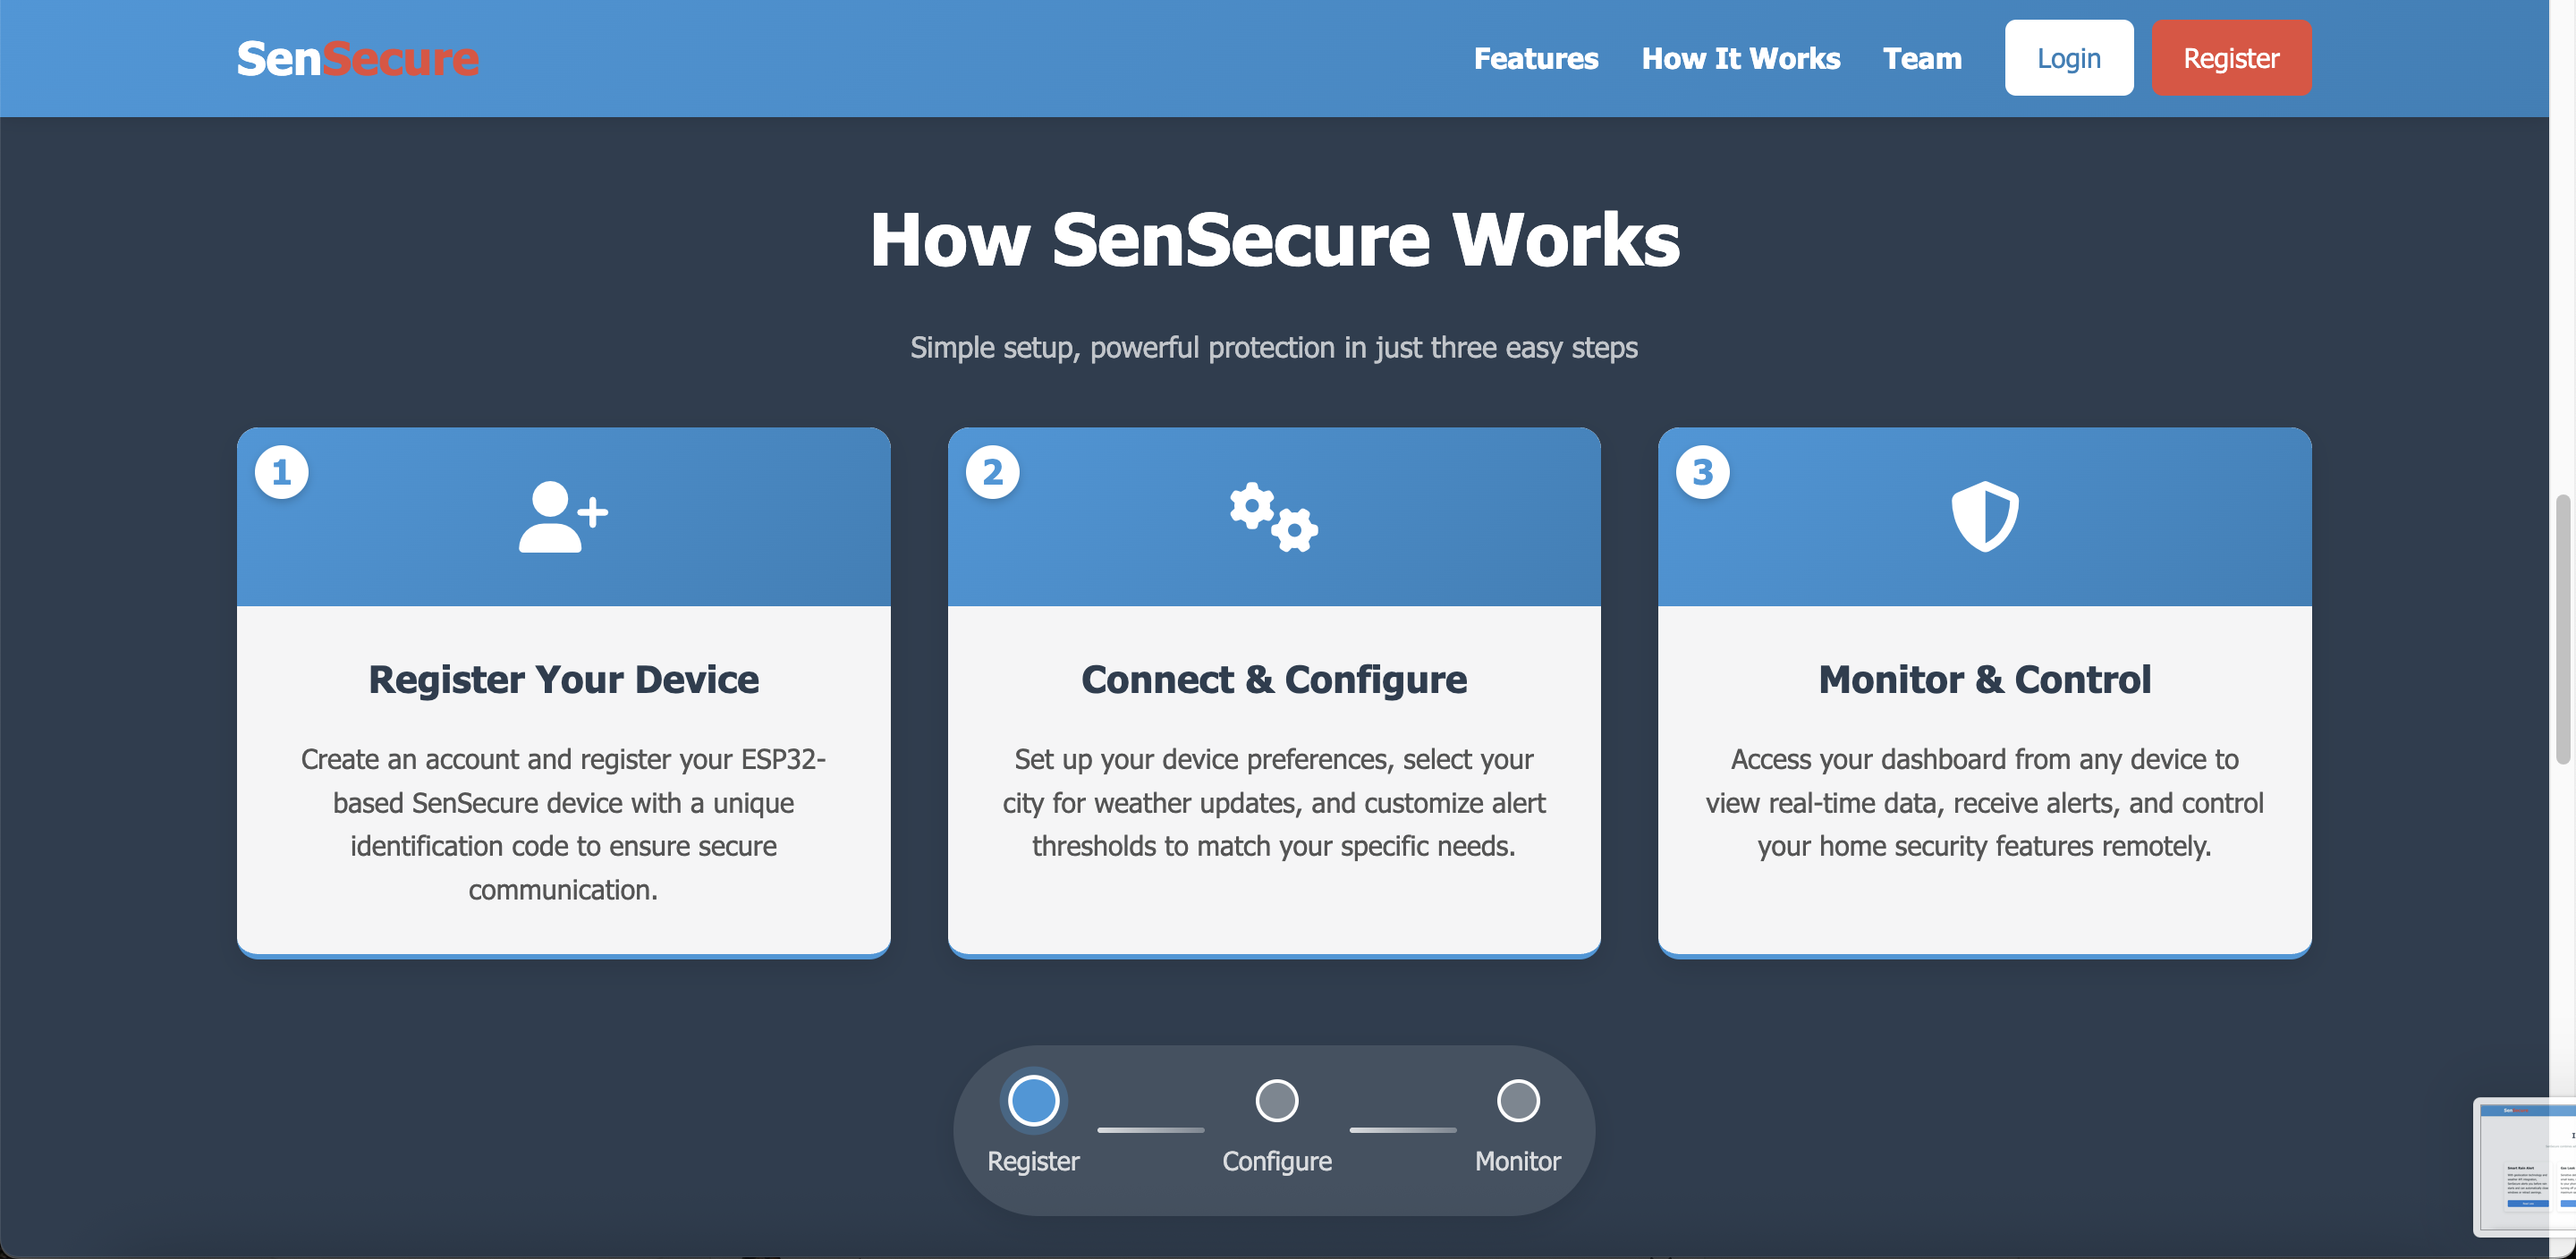 SenSecure
Features How It Works Team Login Register
How SenSecure Works
Simple setup, powerful protection in just three easy steps
1
Register Your Device
Create an account and register your ESP32-
based SenSecure device with a unique
identification code to ensure secure
communication.
2
Connect & Configure
Set up your device preferences, select your
city for weather updates, and customize alert
thresholds to match your specific needs.
3
Monitor & Control
Access your dashboard from any device to
view real-time data, receive alerts, and control
your home security features remotely.
Register Configure Monitor